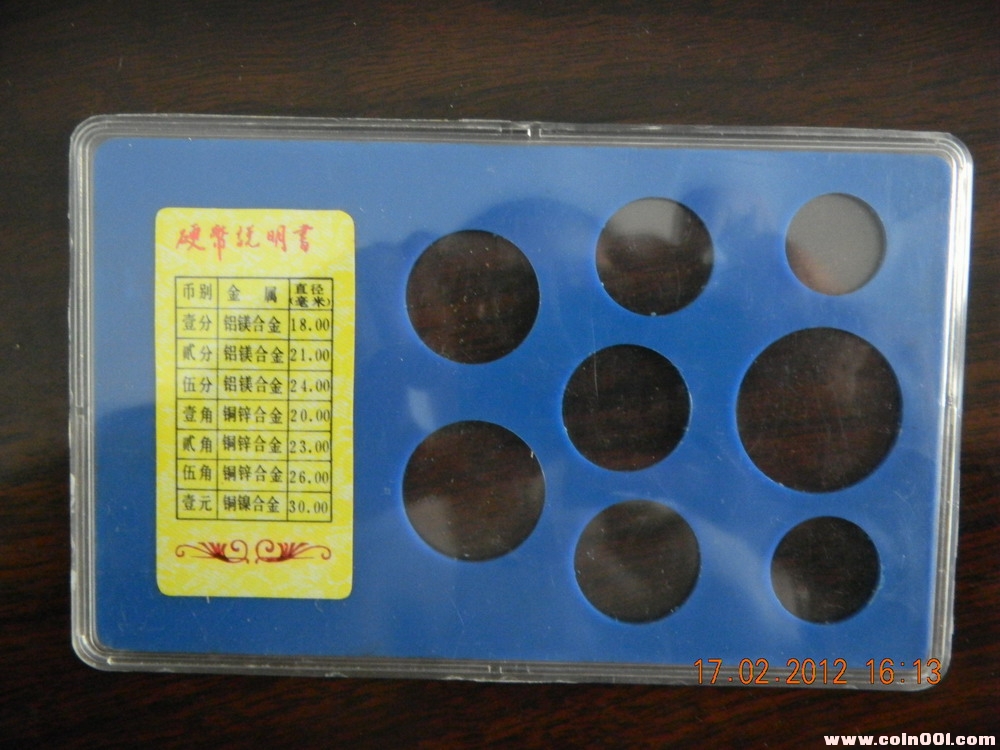 硬幣说明書
币别 金属 直径(毫米)
壹分 铝镁合金 18.00
贰分 铝镁合金 21.00
伍分 铝镁合金 24.00
壹角 铜锌合金 20.00
贰角 铜锌合金 23.00
伍角 铜锌合金 26.00
壹元 铜镍合金 30.00
17.02.2012 16:13
www.coin001.com